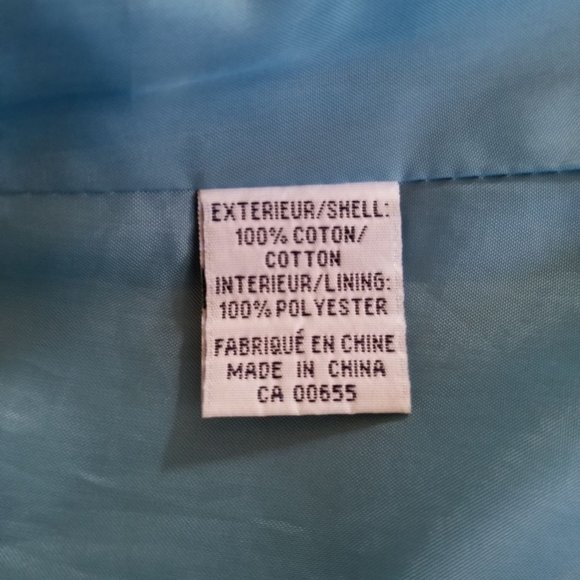 EXTERIEUR/SHELL:
100% COTON/
COTTON
INTERIEUR/LINING:
100% POLYESTER
FABRIQUÉ EN CHINE
MADE IN CHINA
CA 00655